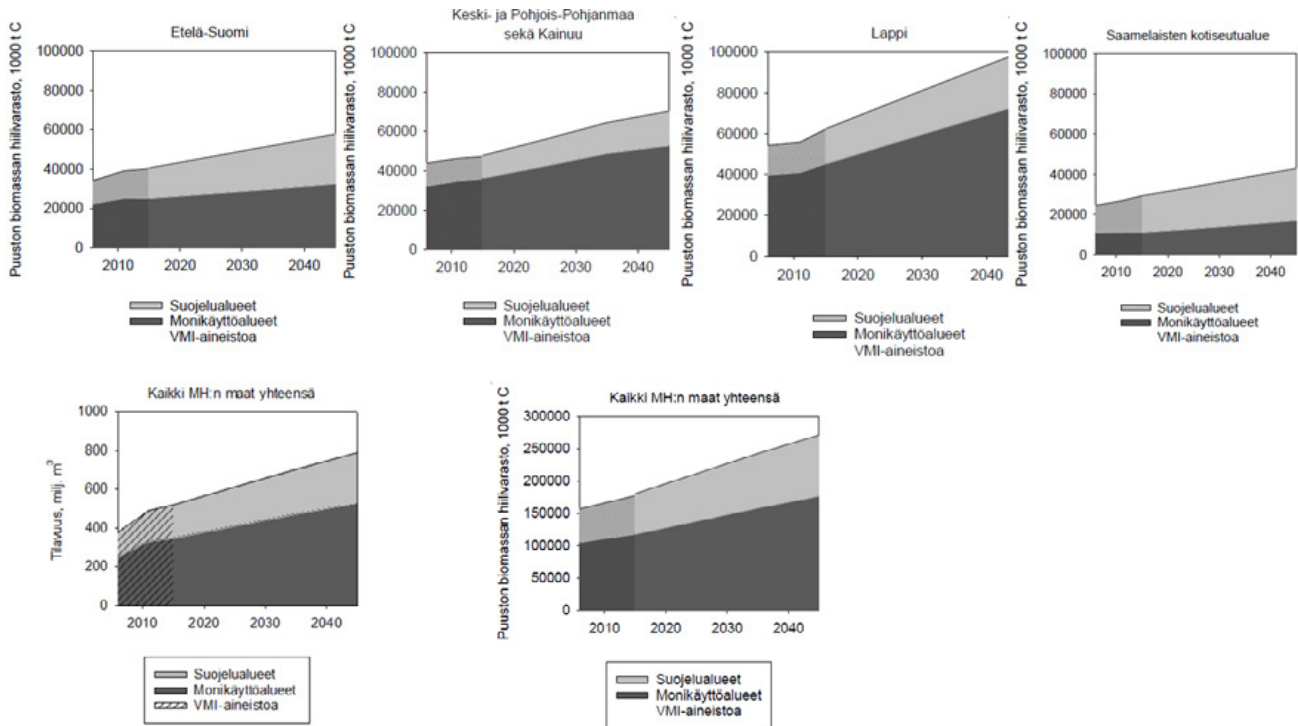 Etelä-Suomi
Puuston biomassan hiilivarasto, 1000 t C
100000
80000
60000
40000
20000
0
2010
2020
2030
2040
Suojelualueet
Monikäyttöalueet
VMI-aineistoa
Keski- ja Pohjois-Pohjanmaa
sekä Kainuu
Puuston biomassan hiilivarasto, 1000 t C
100000
80000
60000
40000
20000
0
2010
2020
2030
2040
Suojelualueet
Monikäyttöalueet
VMI-aineistoa
Lappi
Puuston biomassan hiilivarasto, 1000 t C
100000
80000
60000
40000
20000
0
2010
2020
2030
2040
Suojelualueet
Monikäyttöalueet
VMI-aineistoa
Saamelaisten kotiseutualue
Puuston biomassan hiilivarasto, 1000 t C
100000
80000
60000
40000
20000
0
2010
2020
2030
2040
Suojelualueet
Monikäyttöalueet
VMI-aineistoa
Kaikki MH:n maat yhteensä
Tilavuus, milj. m³
1000
800
600
400
200
0
2010
2020
2030
2040
Suojelualueet
Monikäyttöalueet
VMI-aineistoa
Kaikki MH:n maat yhteensä
Puuston biomassan hiilivarasto, 1000 t C
300000
250000
200000
150000
100000
50000
0
2010
2020
2030
2040
Suojelualueet
Monikäyttöalueet
VMI-aineistoa